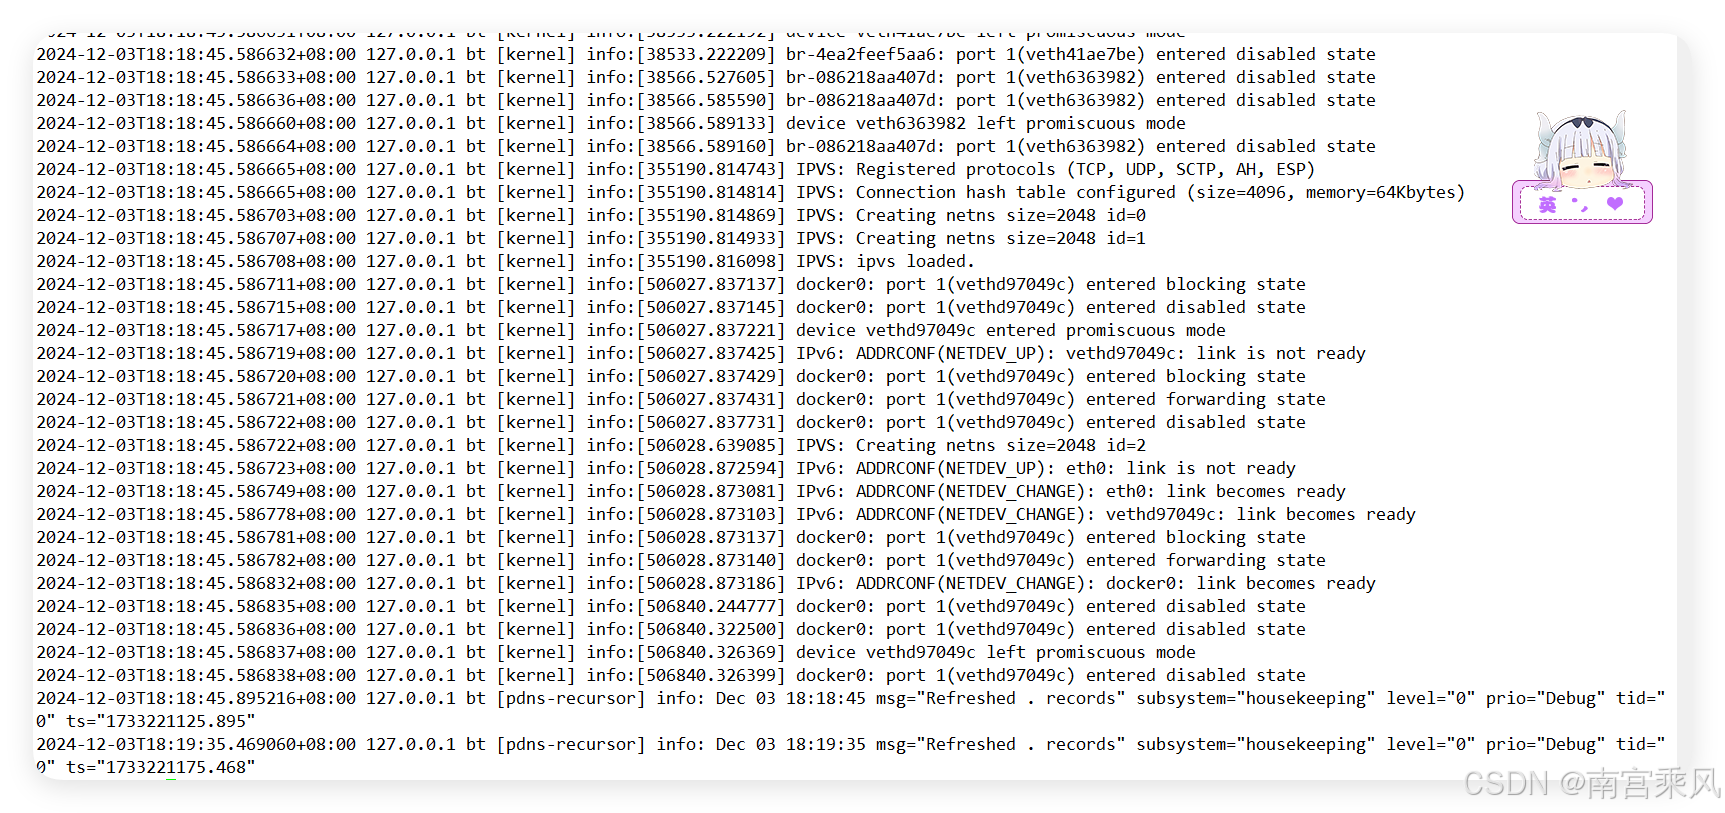 2024-12-03T18:18:45.586631+08:00 127.0.0.1 bt [kernel] info:[38533.222192] device veth41ae7be left promiscuous mode
2024-12-03T18:18:45.586632+08:00 127.0.0.1 bt [kernel] info:[38533.222209] br-4ea2feef5aa6: port 1(veth41ae7be) entered disabled state
2024-12-03T18:18:45.586633+08:00 127.0.0.1 bt [kernel] info:[38566.527605] br-086218aa407d: port 1(veth6363982) entered disabled state
2024-12-03T18:18:45.586636+08:00 127.0.0.1 bt [kernel] info:[38566.585590] br-086218aa407d: port 1(veth6363982) entered disabled state
2024-12-03T18:18:45.586660+08:00 127.0.0.1 bt [kernel] info:[38566.589133] device veth6363982 left promiscuous mode
2024-12-03T18:18:45.586664+08:00 127.0.0.1 bt [kernel] info:[38566.589160] br-086218aa407d: port 1(veth6363982) entered disabled state
2024-12-03T18:18:45.586665+08:00 127.0.0.1 bt [kernel] info:[355190.814743] IPVS: Registered protocols (TCP, UDP, SCTP, AH, ESP)
2024-12-03T18:18:45.586665+08:00 127.0.0.1 bt [kernel] info:[355190.814814] IPVS: Connection hash table configured (size=4096, memory=64Kbytes)
2024-12-03T18:18:45.586703+08:00 127.0.0.1 bt [kernel] info:[355190.814869] IPVS: Creating netns size=2048 id=0
2024-12-03T18:18:45.586707+08:00 127.0.0.1 bt [kernel] info:[355190.814933] IPVS: Creating netns size=2048 id=1
2024-12-03T18:18:45.586708+08:00 127.0.0.1 bt [kernel] info:[355190.816098] IPVS: ipvs loaded.
2024-12-03T18:18:45.586711+08:00 127.0.0.1 bt [kernel] info:[506027.837137] docker0: port 1(vethd97049c) entered blocking state
2024-12-03T18:18:45.586715+08:00 127.0.0.1 bt [kernel] info:[506027.837145] docker0: port 1(vethd97049c) entered disabled state
2024-12-03T18:18:45.586717+08:00 127.0.0.1 bt [kernel] info:[506027.837221] device vethd97049c entered promiscuous mode
2024-12-03T18:18:45.586719+08:00 127.0.0.1 bt [kernel] info:[506027.837425] IPv6: ADDRCONF(NETDEV_UP): vethd97049c: link is not ready
2024-12-03T18:18:45.586720+08:00 127.0.0.1 bt [kernel] info:[506027.837429] docker0: port 1(vethd97049c) entered blocking state
2024-12-03T18:18:45.586721+08:00 127.0.0.1 bt [kernel] info:[506027.837431] docker0: port 1(vethd97049c) entered forwarding state
2024-12-03T18:18:45.586722+08:00 127.0.0.1 bt [kernel] info:[506027.837731] docker0: port 1(vethd97049c) entered disabled state
2024-12-03T18:18:45.586722+08:00 127.0.0.1 bt [kernel] info:[506028.639085] IPVS: Creating netns size=2048 id=2
2024-12-03T18:18:45.586723+08:00 127.0.0.1 bt [kernel] info:[506028.872594] IPv6: ADDRCONF(NETDEV_UP): eth0: link is not ready
2024-12-03T18:18:45.586749+08:00 127.0.0.1 bt [kernel] info:[506028.873081] IPv6: ADDRCONF(NETDEV_CHANGE): eth0: link becomes ready
2024-12-03T18:18:45.586778+08:00 127.0.0.1 bt [kernel] info:[506028.873103] IPv6: ADDRCONF(NETDEV_CHANGE): vethd97049c: link becomes ready
2024-12-03T18:18:45.586781+08:00 127.0.0.1 bt [kernel] info:[506028.873137] docker0: port 1(vethd97049c) entered blocking state
2024-12-03T18:18:45.586782+08:00 127.0.0.1 bt [kernel] info:[506028.873140] docker0: port 1(vethd97049c) entered forwarding state
2024-12-03T18:18:45.586832+08:00 127.0.0.1 bt [kernel] info:[506028.873186] IPv6: ADDRCONF(NETDEV_CHANGE): docker0: link becomes ready
2024-12-03T18:18:45.586835+08:00 127.0.0.1 bt [kernel] info:[506840.244777] docker0: port 1(vethd97049c) entered disabled state
2024-12-03T18:18:45.586836+08:00 127.0.0.1 bt [kernel] info:[506840.322500] docker0: port 1(vethd97049c) entered disabled state
2024-12-03T18:18:45.586837+08:00 127.0.0.1 bt [kernel] info:[506840.326369] device vethd97049c left promiscuous mode
2024-12-03T18:18:45.586838+08:00 127.0.0.1 bt [kernel] info:[506840.326399] docker0: port 1(vethd97049c) entered disabled state
2024-12-03T18:18:45.895216+08:00 127.0.0.1 bt [pdns-recursor] info: Dec 03 18:18:45 msg="Refreshed . records" subsystem="housekeeping" level="0" prio="Debug" tid="
0" ts="1733221125.895"
2024-12-03T18:19:35.469060+08:00 127.0.0.1 bt [pdns-recursor] info: Dec 03 18:19:35 msg="Refreshed . records" subsystem="housekeeping" level="0" prio="Debug" tid="
0" ts="1733221175.468"
英 ·, ❤
CSDN @南宫乘风